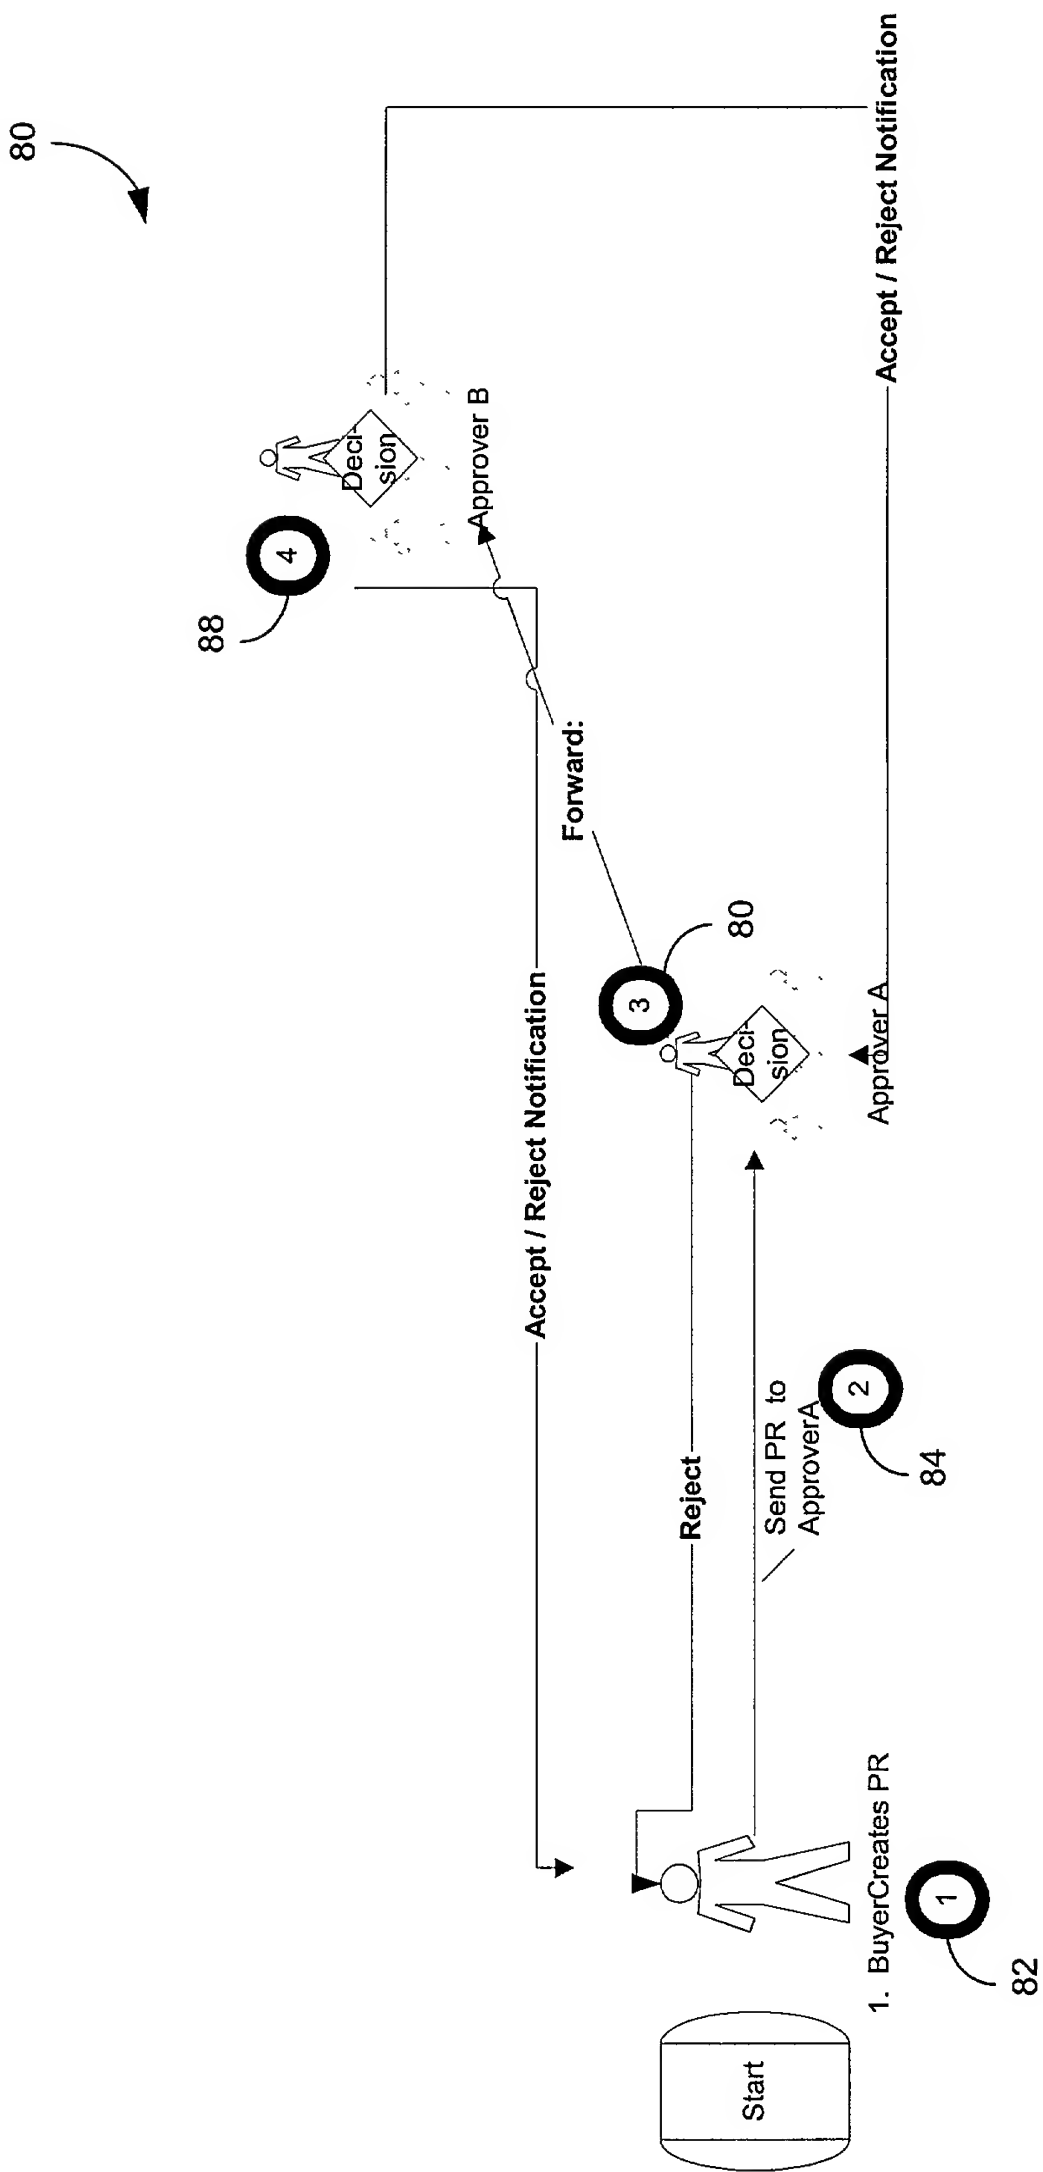 80
4
88
Deci-
sion
Approver B
Accept / Reject Notification
Forward:
Accept / Reject Notification
3
80
Deci-
sion
Approver A
Reject
Send PR to
ApproverA
2
84
Start
1. BuyerCreates PR
1
82